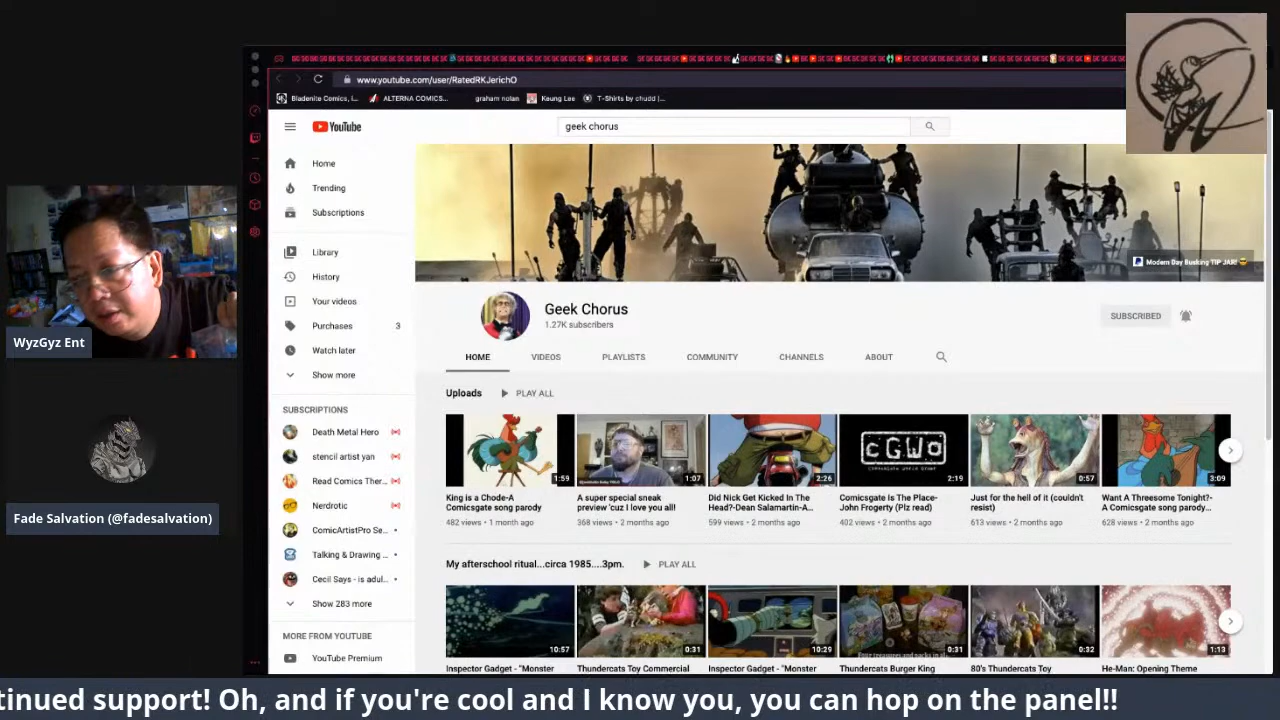 www.youtube.com/user/RatedRKJerichO
Bladenite Comics, I...
ALTERNA COMICS...
graham nolan
Keung Lee
T-Shirts by chudd |...
YouTube
geek chorus
Home
Trending
Subscriptions
Library
History
Your videos
Purchases 3
Watch later
Show more
SUBSCRIPTIONS
Death Metal Hero
stencil artist yan
Read Comics Ther...
Nerdrotic
ComicArtistPro Se...
Talking & Drawing ...
Cecil Says - is adul...
Show 283 more
MORE FROM YOUTUBE
YouTube Premium
Modern Day Busking TIP JAR!
Geek Chorus
1.27K subscribers
SUBSCRIBED
HOME VIDEOS PLAYLISTS COMMUNITY CHANNELS ABOUT
Uploads PLAY ALL
1:59
King is a Chode-A
Comicsgate song parody
482 views • 1 month ago
1:07
A super special sneak
preview 'cuz I love you all!
368 views • 2 months ago
2:26
Did Nick Get Kicked In The
Head?-Dean Salamartin-A...
599 views • 2 months ago
CGWO
2:19
Comicsgate Is The Place-
John Frogerty (Plz read)
402 views • 2 months ago
0:57
Just for the hell of it (couldn't
resist)
613 views • 2 months ago
3:09
Want A Threesome Tonight?-
A Comicsgate song parody...
628 views • 2 months ago
My afterschool ritual...circa 1985....3pm. PLAY ALL
10:57
Inspector Gadget - "Monster
0:31
Thundercats Toy Commercial
10:29
Inspector Gadget - "Monster
0:31
Thundercats Burger King
0:32
80's Thundercats Toy
1:13
He-Man: Opening Theme
WyzGyz Ent
Fade Salvation (@fadesalvation)
tinued support! Oh, and if you're cool and I know you, you can hop on the panel!!